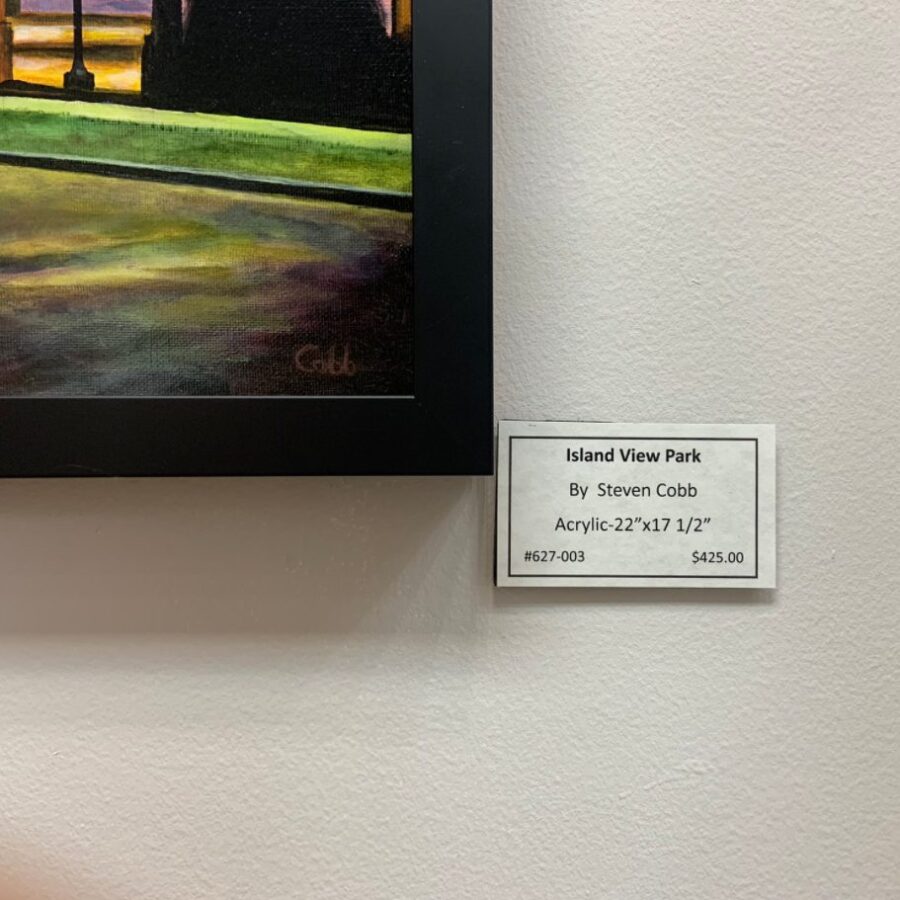 Cobb
Island View Park
By Steven Cobb
Acrylic-22”x17 1/2”
#627-003 $425.00